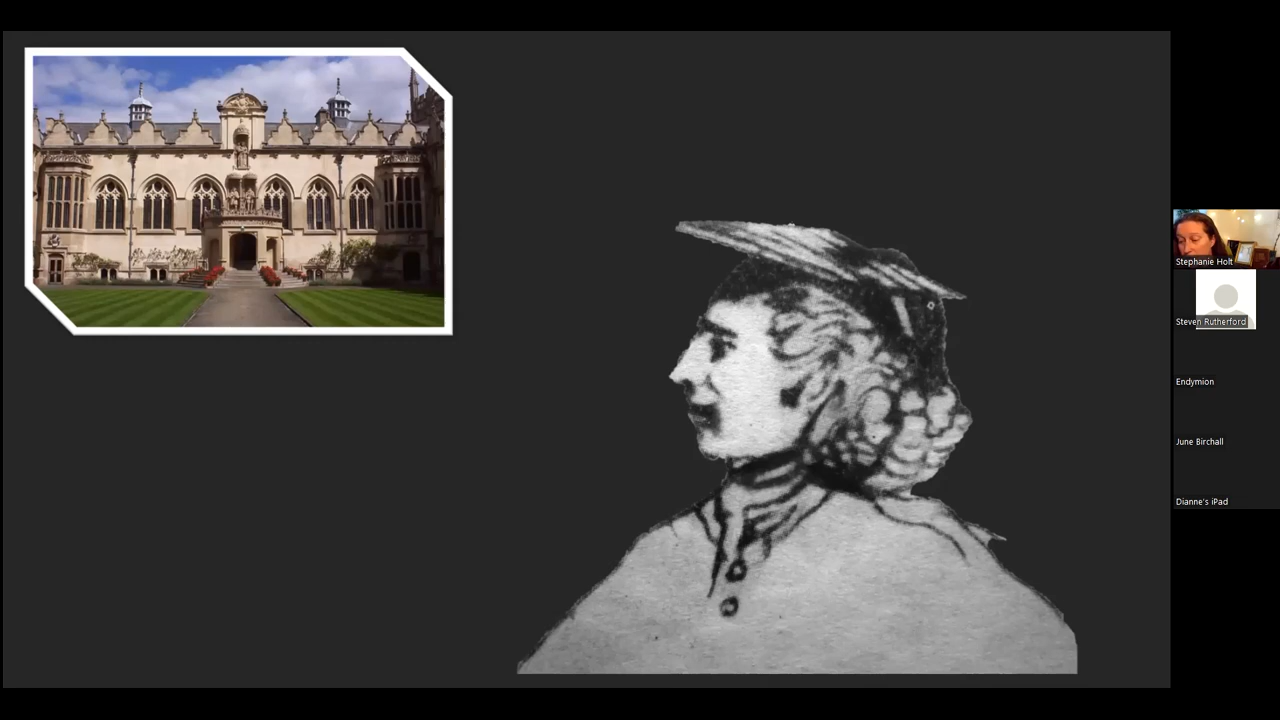 Stephanie Holt
Steven Rutherford
Endymion
June Birchall
Dianne's iPad